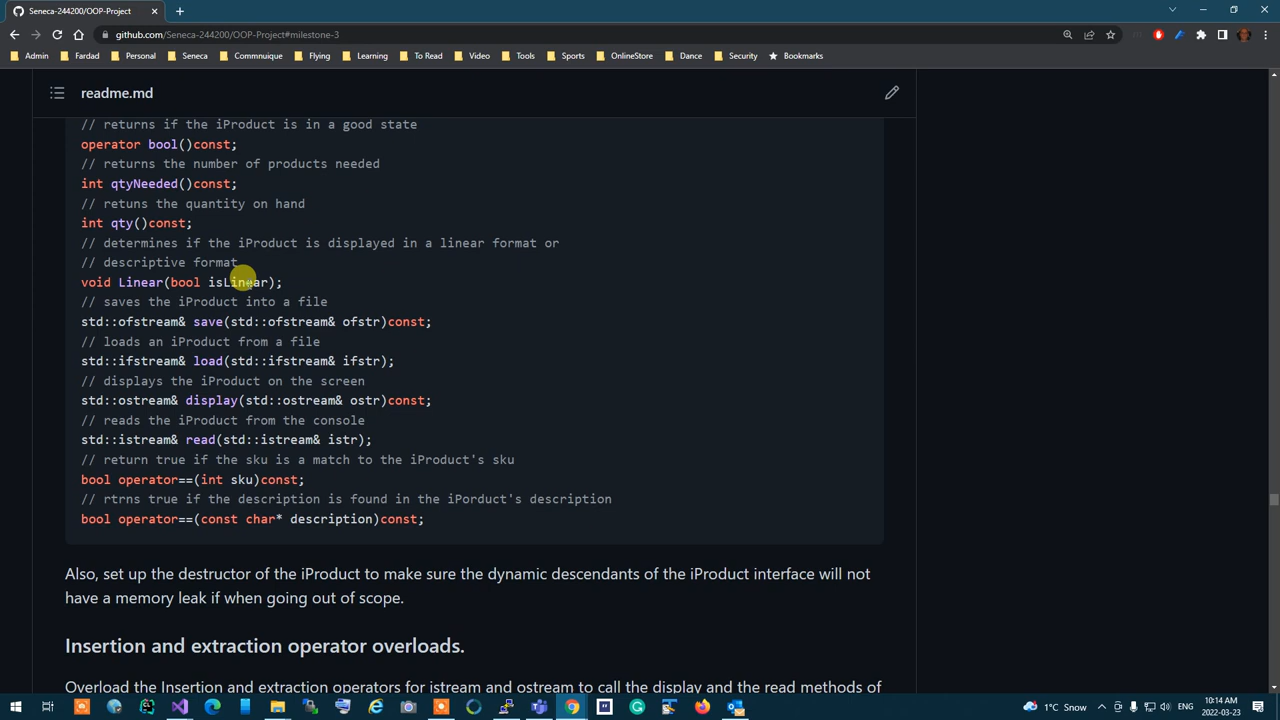 Seneca-244200/OOP-Project
github.com/Seneca-244200/OOP-Project#milestone-3
Admin Fardad Personal Seneca Commnuique Flying Learning To Read Video Tools Sports OnlineStore Dance Security Bookmarks
readme.md
// returns if the iProduct is in a good state
operator bool()const;
// returns the number of products needed
int qtyNeeded()const;
// retuns the quantity on hand
int qty()const;
// determines if the iProduct is displayed in a linear format or
// descriptive format
void Linear(bool isLinear);
// saves the iProduct into a file
std::ofstream& save(std::ofstream& ofstr)const;
// loads an iProduct from a file
std::ifstream& load(std::ifstream& ifstr);
// displays the iProduct on the screen
std::ostream& display(std::ostream& ostr)const;
// reads the iProduct from the console
std::istream& read(std::istream& istr);
// return true if the sku is a match to the iProduct's sku
bool operator==(int sku)const;
// rtrns true if the description is found in the iPorduct's description
bool operator==(const char* description)const;
Also, set up the destructor of the iProduct to make sure the dynamic descendants of the iProduct interface will not
have a memory leak if when going out of scope.
Insertion and extraction operator overloads.
Overload the Insertion and extraction operators for istream and ostream to call the display and the read methods of
1°C Snow
ENG
10:14 AM
2022-03-23